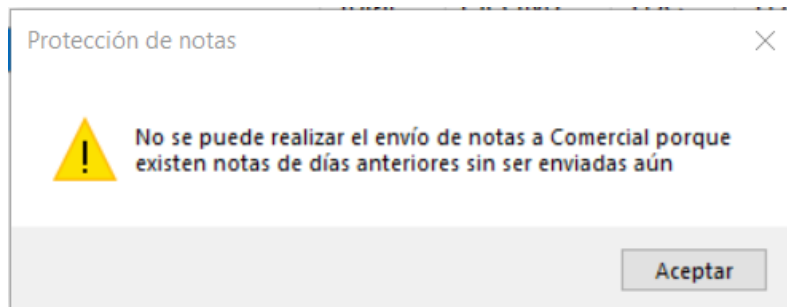 Protección de notas
No se puede realizar el envío de notas a Comercial porque
existen notas de días anteriores sin ser enviadas aún
Aceptar